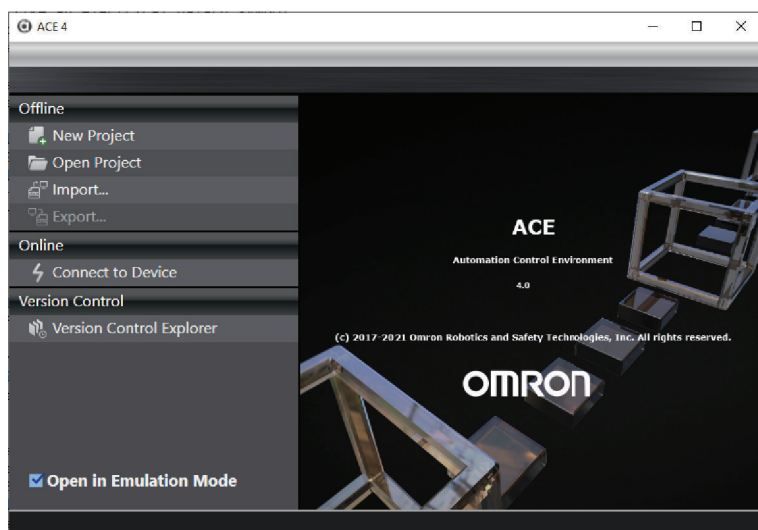 ACE 4
Offline
New Project
Open Project
Import...
Export...
Online
Connect to Device
Version Control
Version Control Explorer
Open in Emulation Mode
ACE
Automation Control Environment
4.0
(c) 2017-2021 Omron Robotics and Safety Technologies, Inc. All rights reserved.
OMRON